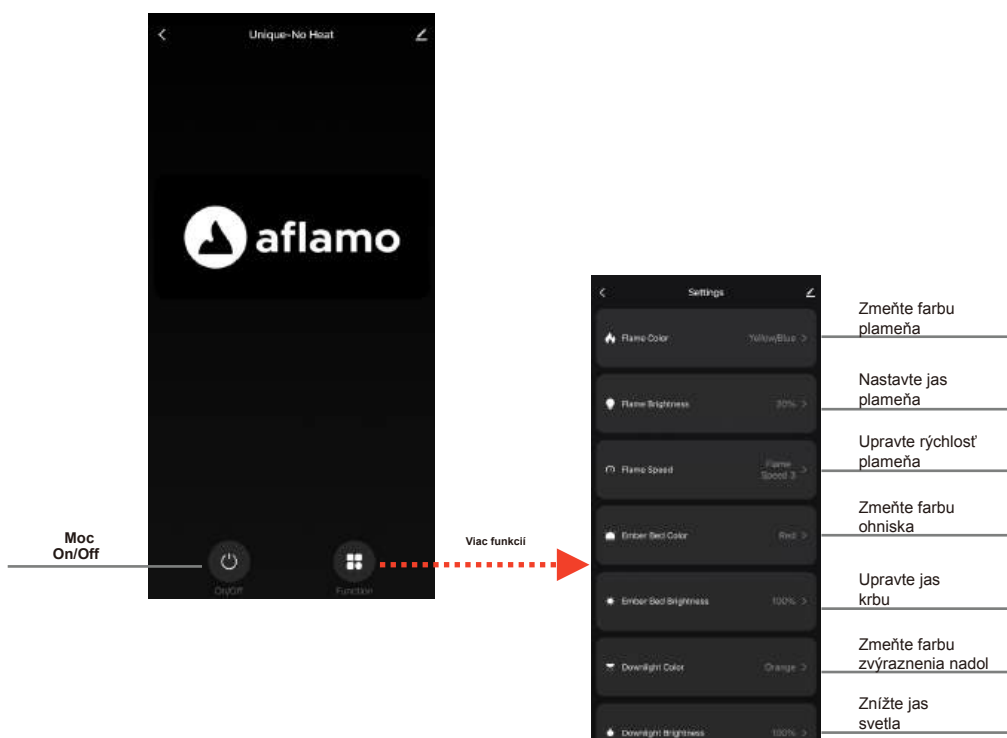 Unique-No Heat
aflamo
Moc
On/Off
On/Off
Function
Viac funkcií
Settings
Flame Color
Yellow/Blue
Zmeňte farbu
plameňa
Flame Brightness
Nastavte jas
plameňa
Flame Speed
Flame
Speed 3
Upravte rýchlosť
plameňa
Ember Bed Color
Red
Zmeňte farbu
ohniska
Ember Bed Brightness
100%
Upravte jas
krbu
Downlight Color
Orange
Zmeňte farbu
zvýraznenia nadol
Downlight Brightness
100%
Znížte jas
svetla